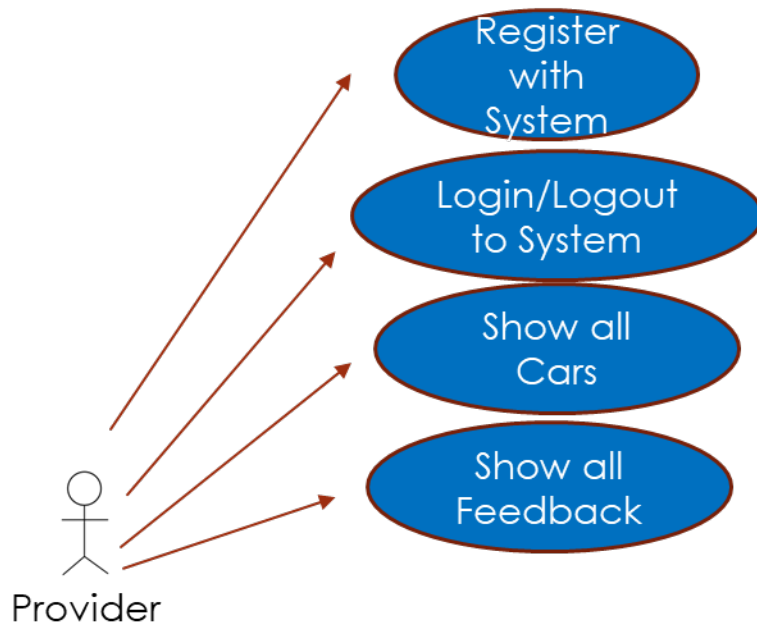 Register
with
System
Login/Logout
to System
Show all
Cars
Show all
Feedback
Provider